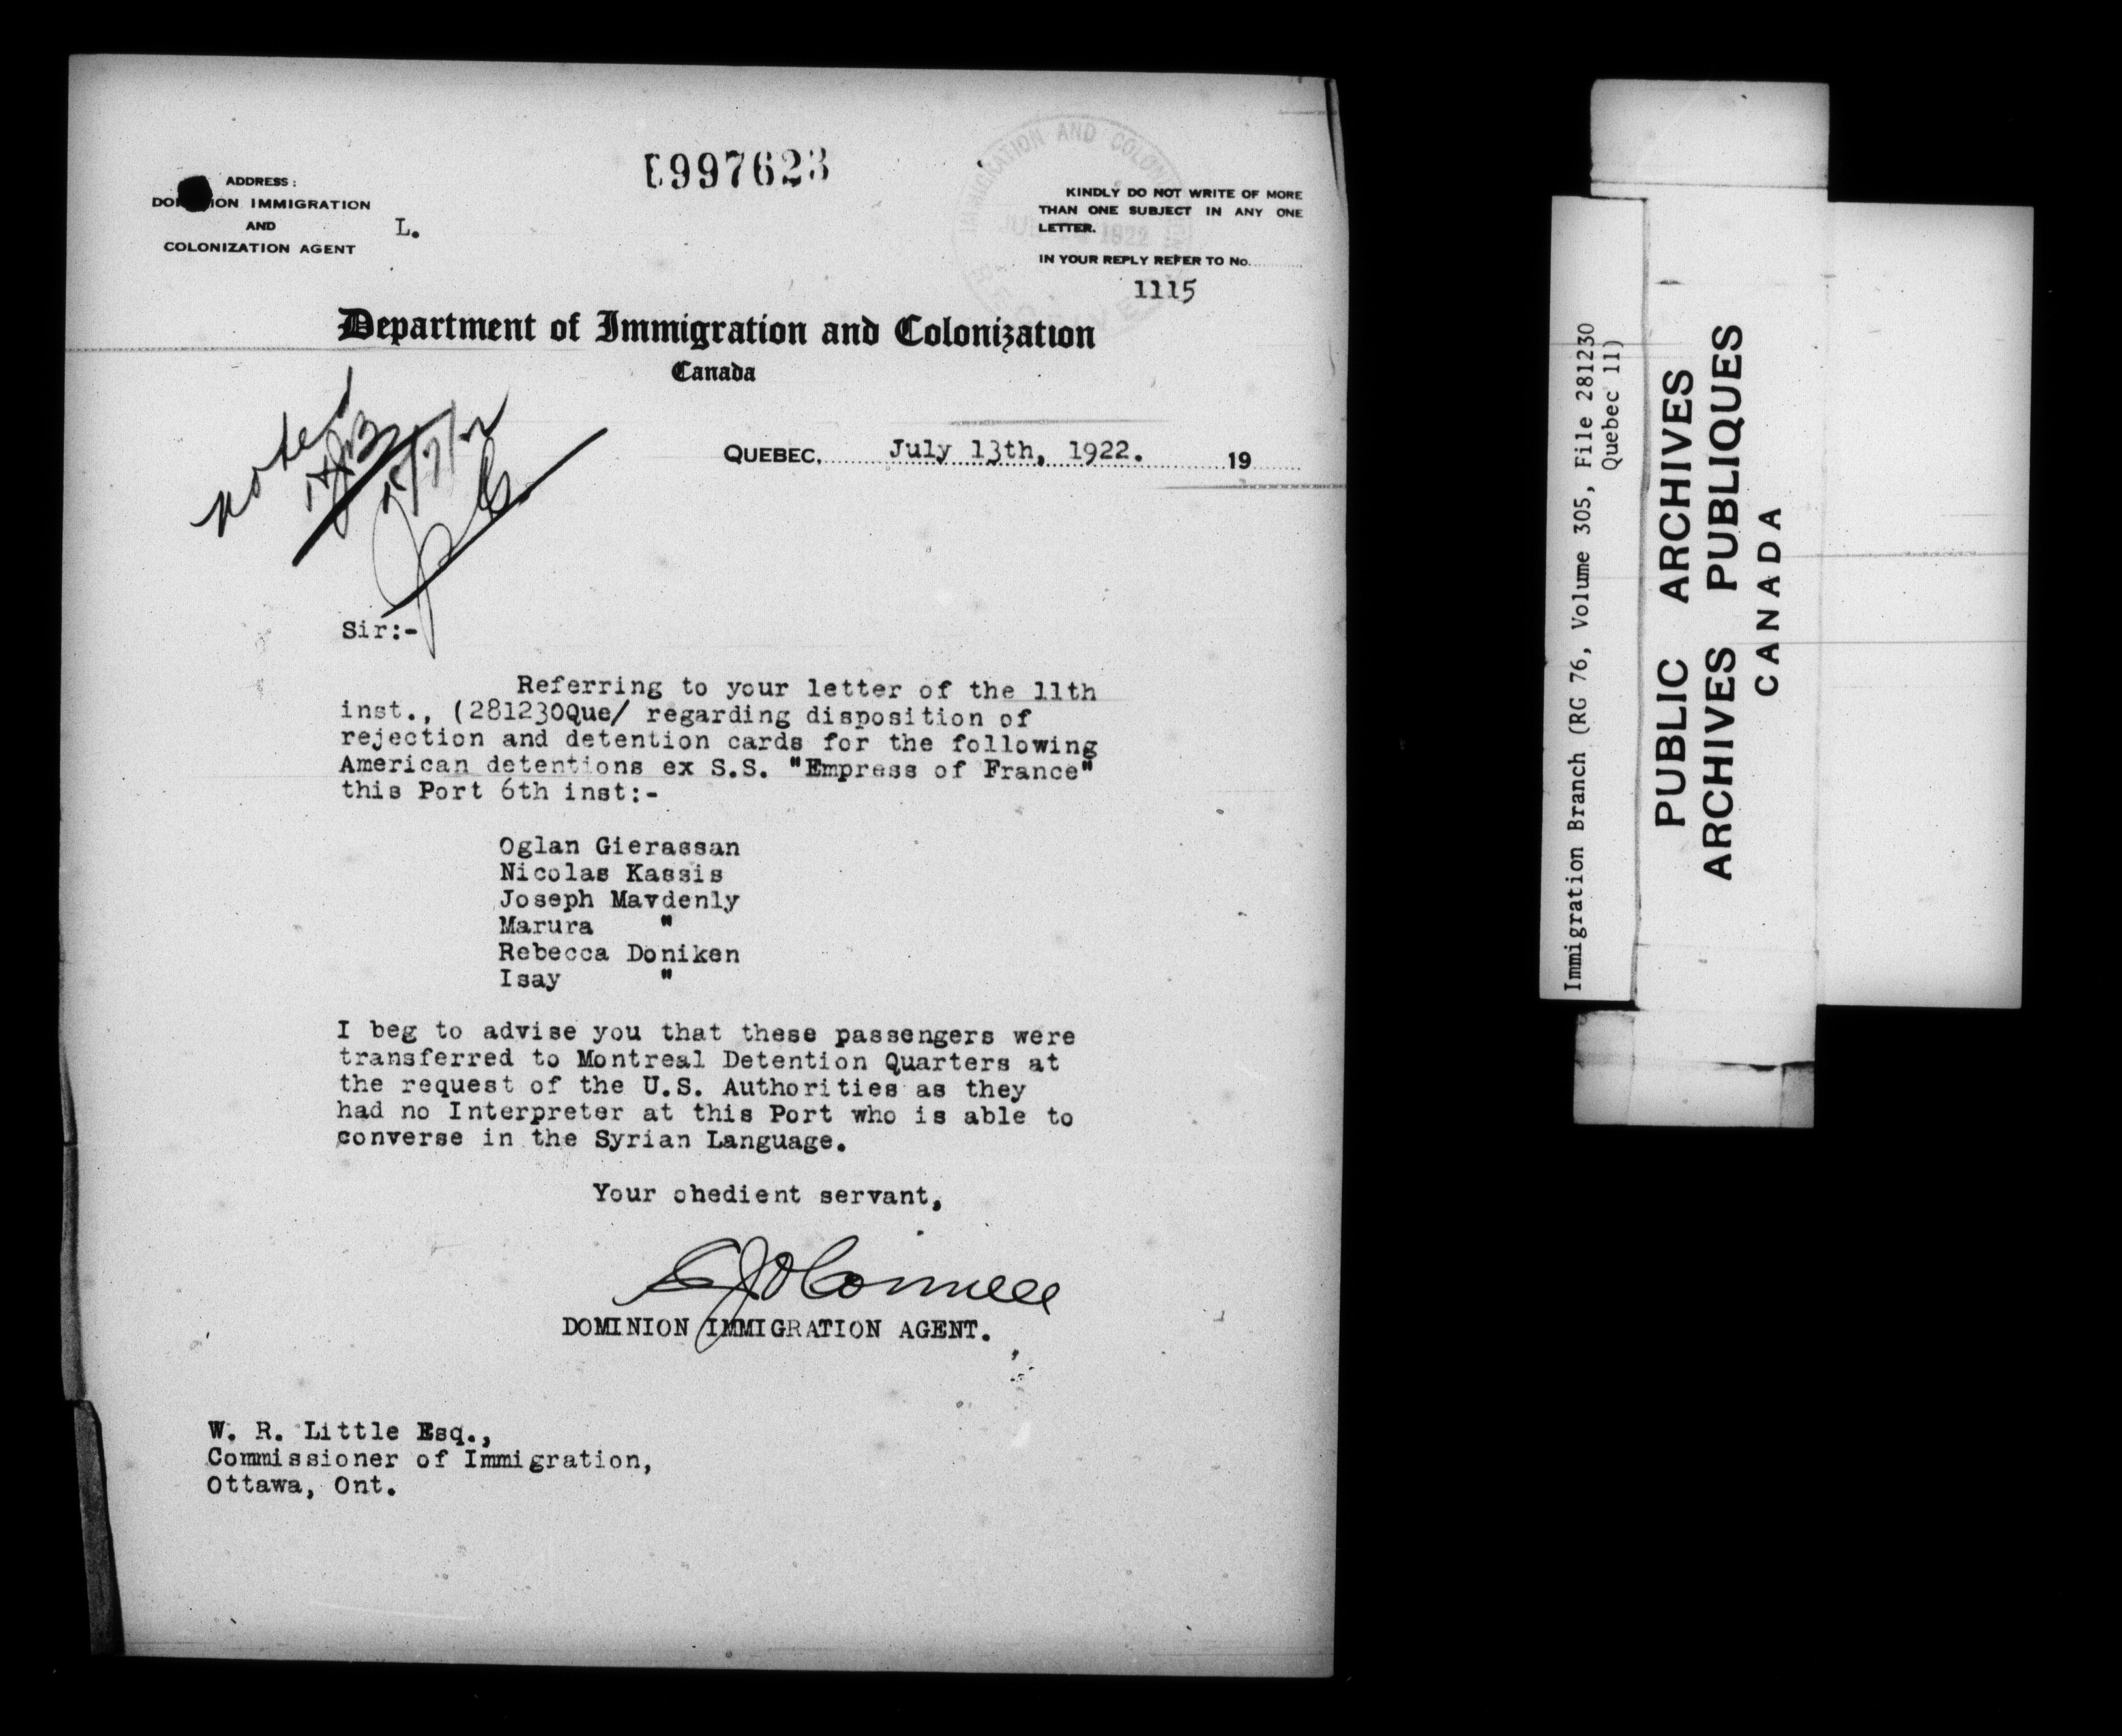 997623
ADDRESS:
DOMINION IMMIGRATION
AND
COLONIZATION AGENT
L.
IMMIGRATION AND
1922
KINDLY DO NOT WRITE OF MORE
THAN ONE SUBJECT IN ANY ONE
LETTER.
IN YOUR REPLY REFER TO No.
1115
Department of Immigration and Colonization
Canada
noted
QUEBEC, July 13th, 1922. 19
Sir:-
Referring to your letter of the 11th
inst., (281230Que/ regarding disposition of
rejection and detention cards for the following
American detentions ex S.S. "Empress of France"
this Port 6th inst:-
Oglan Gierassan
Nicolas Kassis
Joseph Mavdenly
Marura "
Rebecca Doniken
Isay "
I beg to advise you that these passengers were
transferred to Montreal Detention Quarters at
the request of the U.S. Authorities as they
had no Interpreter at this Port who is able to
converse in the Syrian Language.
Your obedient servant,
DOMINION IMMIGRATION AGENT.
W. R. Little Esq.,
Commissioner of Immigration,
Ottawa, Ont.
Immigration Branch (RG 76, Volume 305, File 281230
Quebec 11)
PUBLIC ARCHIVES
ARCHIVES PUBLIQUES
CANADA